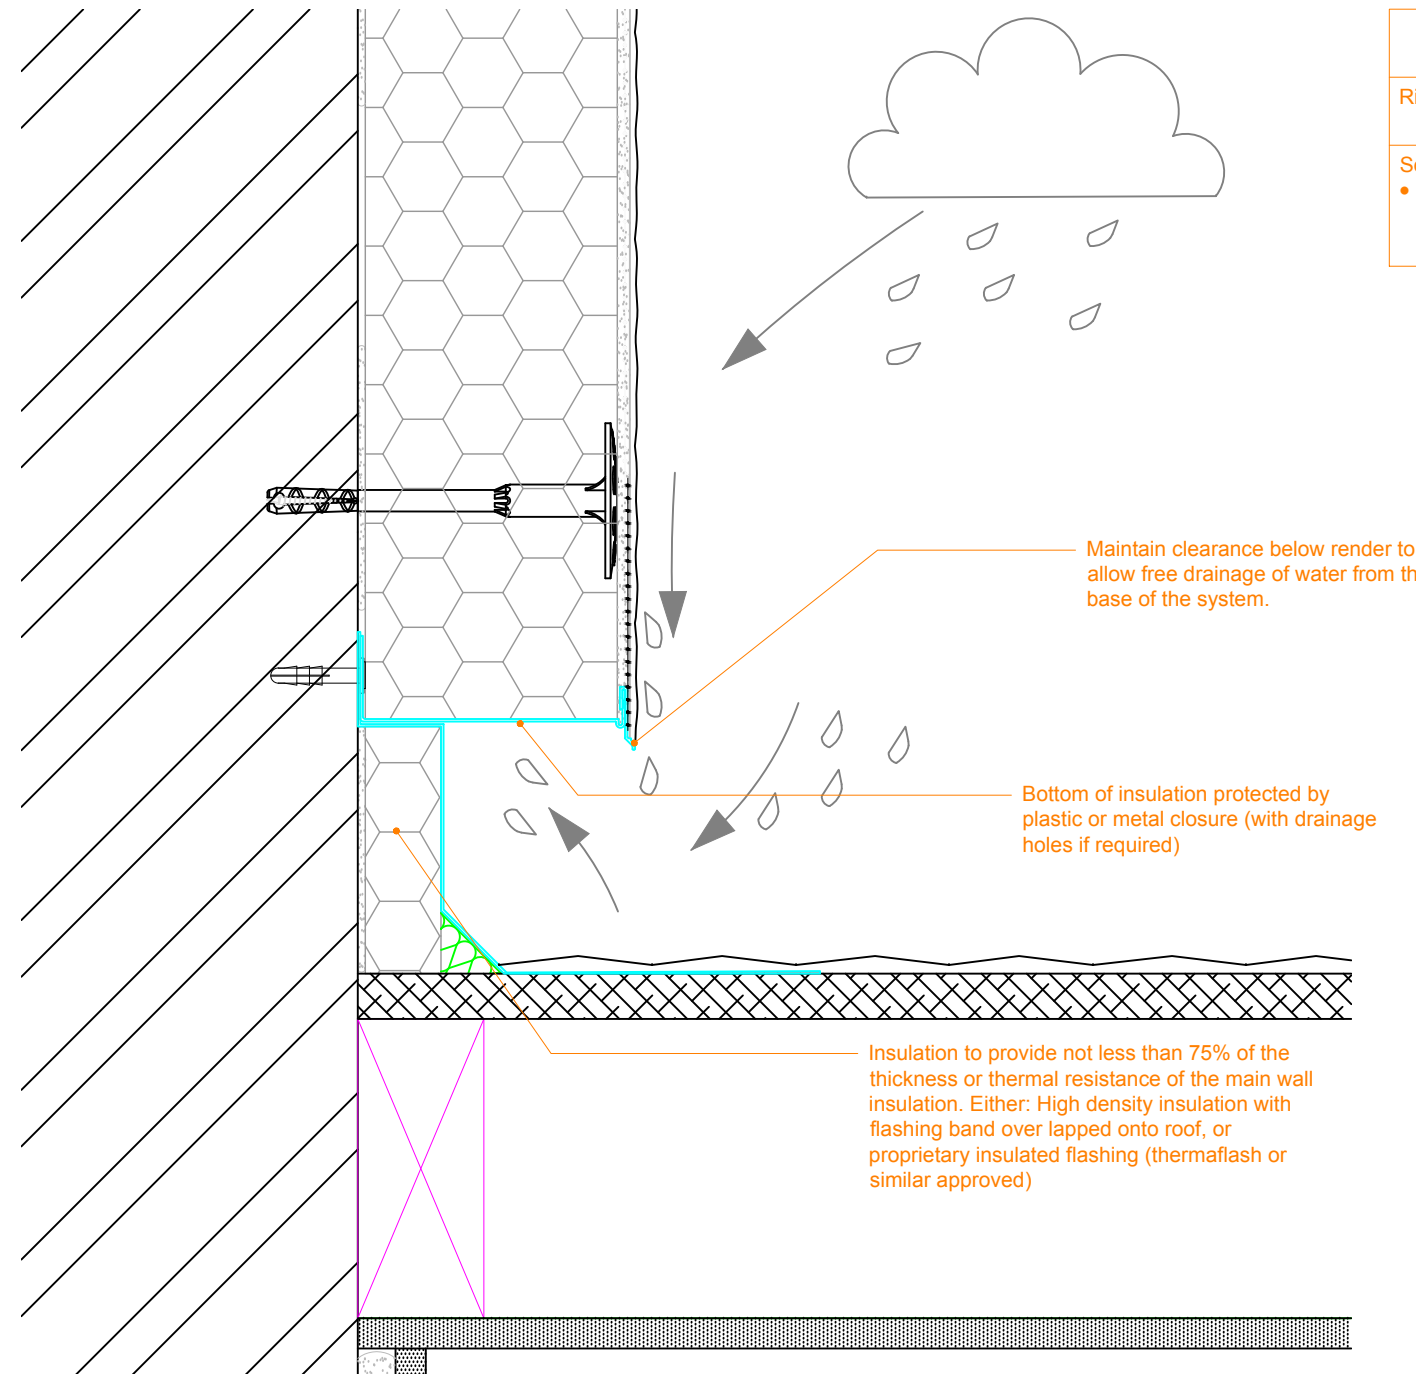 Maintain clearance below render to
allow free drainage of water from
base of the system.
Bottom of insulation protected by
plastic or metal closure (with drainage
holes if required)
Insulation to provide not less than 75% of the
thickness or thermal resistance of the main wall
insulation. Either: High density insulation with
flashing band over lapped onto roof, or
proprietary insulated flashing (thermaflash or
similar approved)